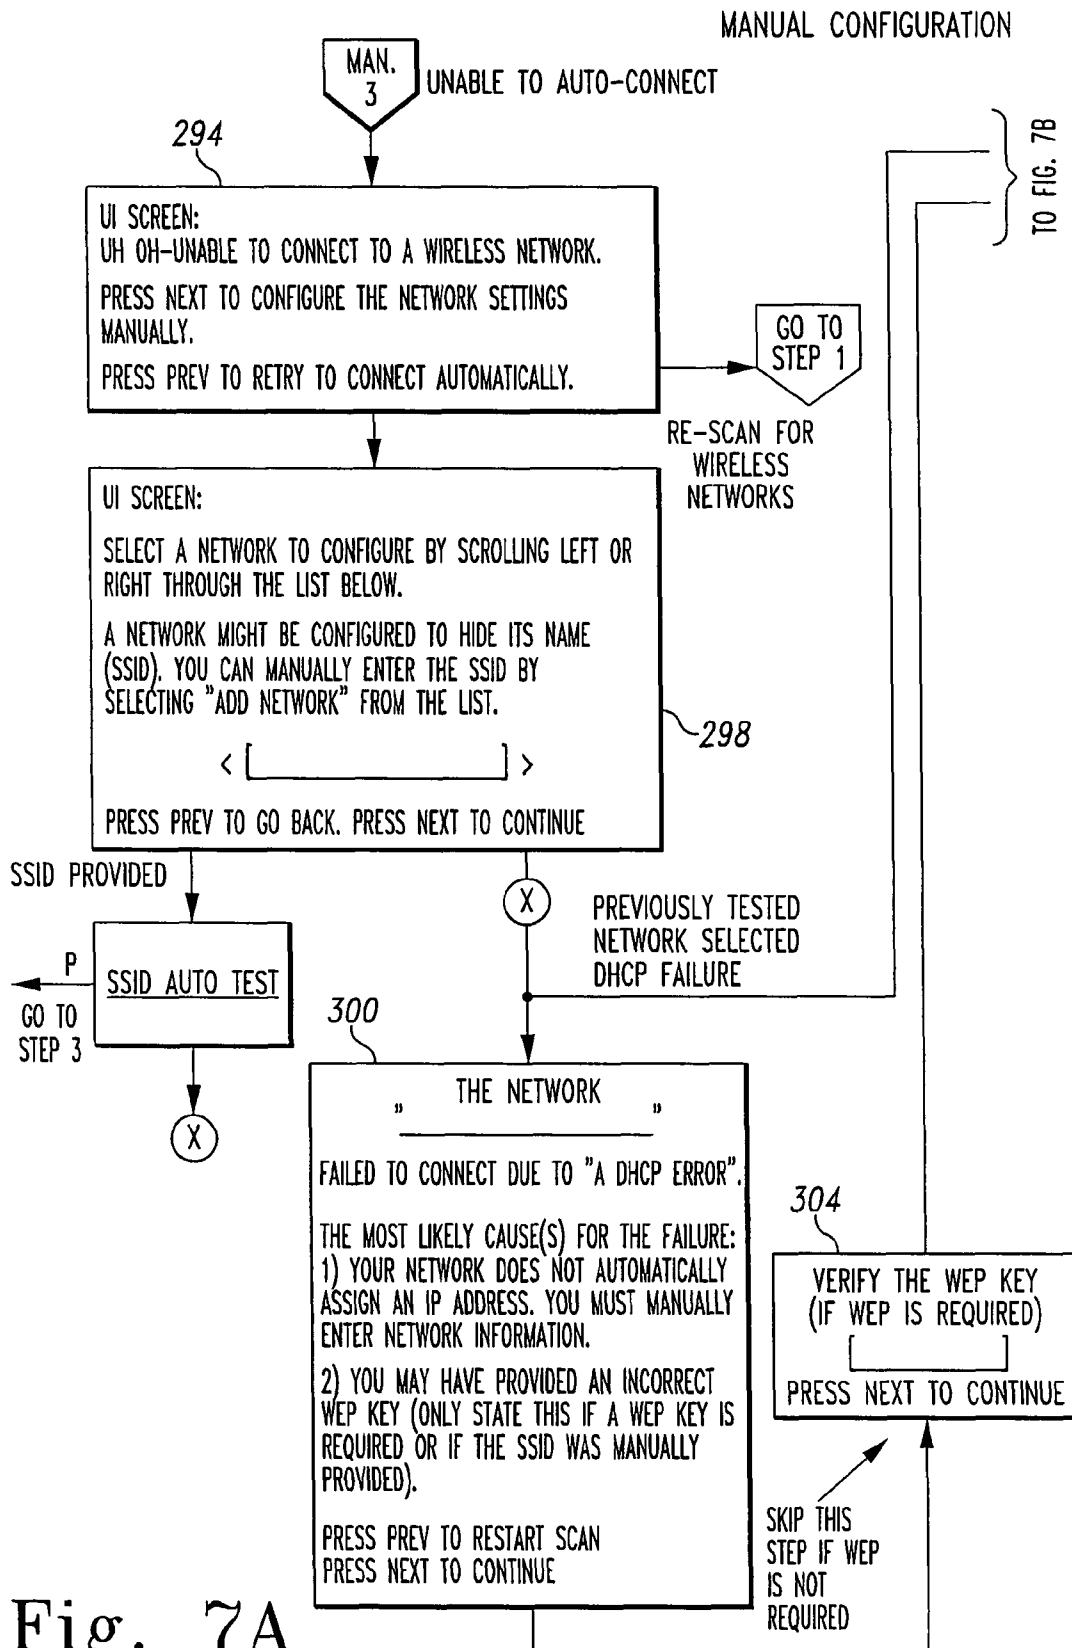 MANUAL CONFIGURATION
MAN.
3
UNABLE TO AUTO-CONNECT
TO FIG. 7B
294
UI SCREEN:
UH OH-UNABLE TO CONNECT TO A WIRELESS NETWORK.
PRESS NEXT TO CONFIGURE THE NETWORK SETTINGS
MANUALLY.
PRESS PREV TO RETRY TO CONNECT AUTOMATICALLY.
GO TO
STEP 1
RE-SCAN FOR
WIRELESS
NETWORKS
UI SCREEN:
SELECT A NETWORK TO CONFIGURE BY SCROLLING LEFT OR
RIGHT THROUGH THE LIST BELOW.
A NETWORK MIGHT BE CONFIGURED TO HIDE ITS NAME
(SSID). YOU CAN MANUALLY ENTER THE SSID BY
SELECTING "ADD NETWORK" FROM THE LIST.
< >
298
PRESS PREV TO GO BACK. PRESS NEXT TO CONTINUE
SSID PROVIDED
X
PREVIOUSLY TESTED
NETWORK SELECTED
DHCP FAILURE
P
SSID AUTO TEST
GO TO
STEP 3
X
300
THE NETWORK
" "
FAILED TO CONNECT DUE TO "A DHCP ERROR".
THE MOST LIKELY CAUSE(S) FOR THE FAILURE:
1) YOUR NETWORK DOES NOT AUTOMATICALLY
ASSIGN AN IP ADDRESS. YOU MUST MANUALLY
ENTER NETWORK INFORMATION.
2) YOU MAY HAVE PROVIDED AN INCORRECT
WEP KEY (ONLY STATE THIS IF A WEP KEY IS
REQUIRED OR IF THE SSID WAS MANUALLY
PROVIDED).
PRESS PREV TO RESTART SCAN
PRESS NEXT TO CONTINUE
304
VERIFY THE WEP KEY
(IF WEP IS REQUIRED)
PRESS NEXT TO CONTINUE
SKIP THIS
STEP IF WEP
IS NOT
REQUIRED
Fig. 7A